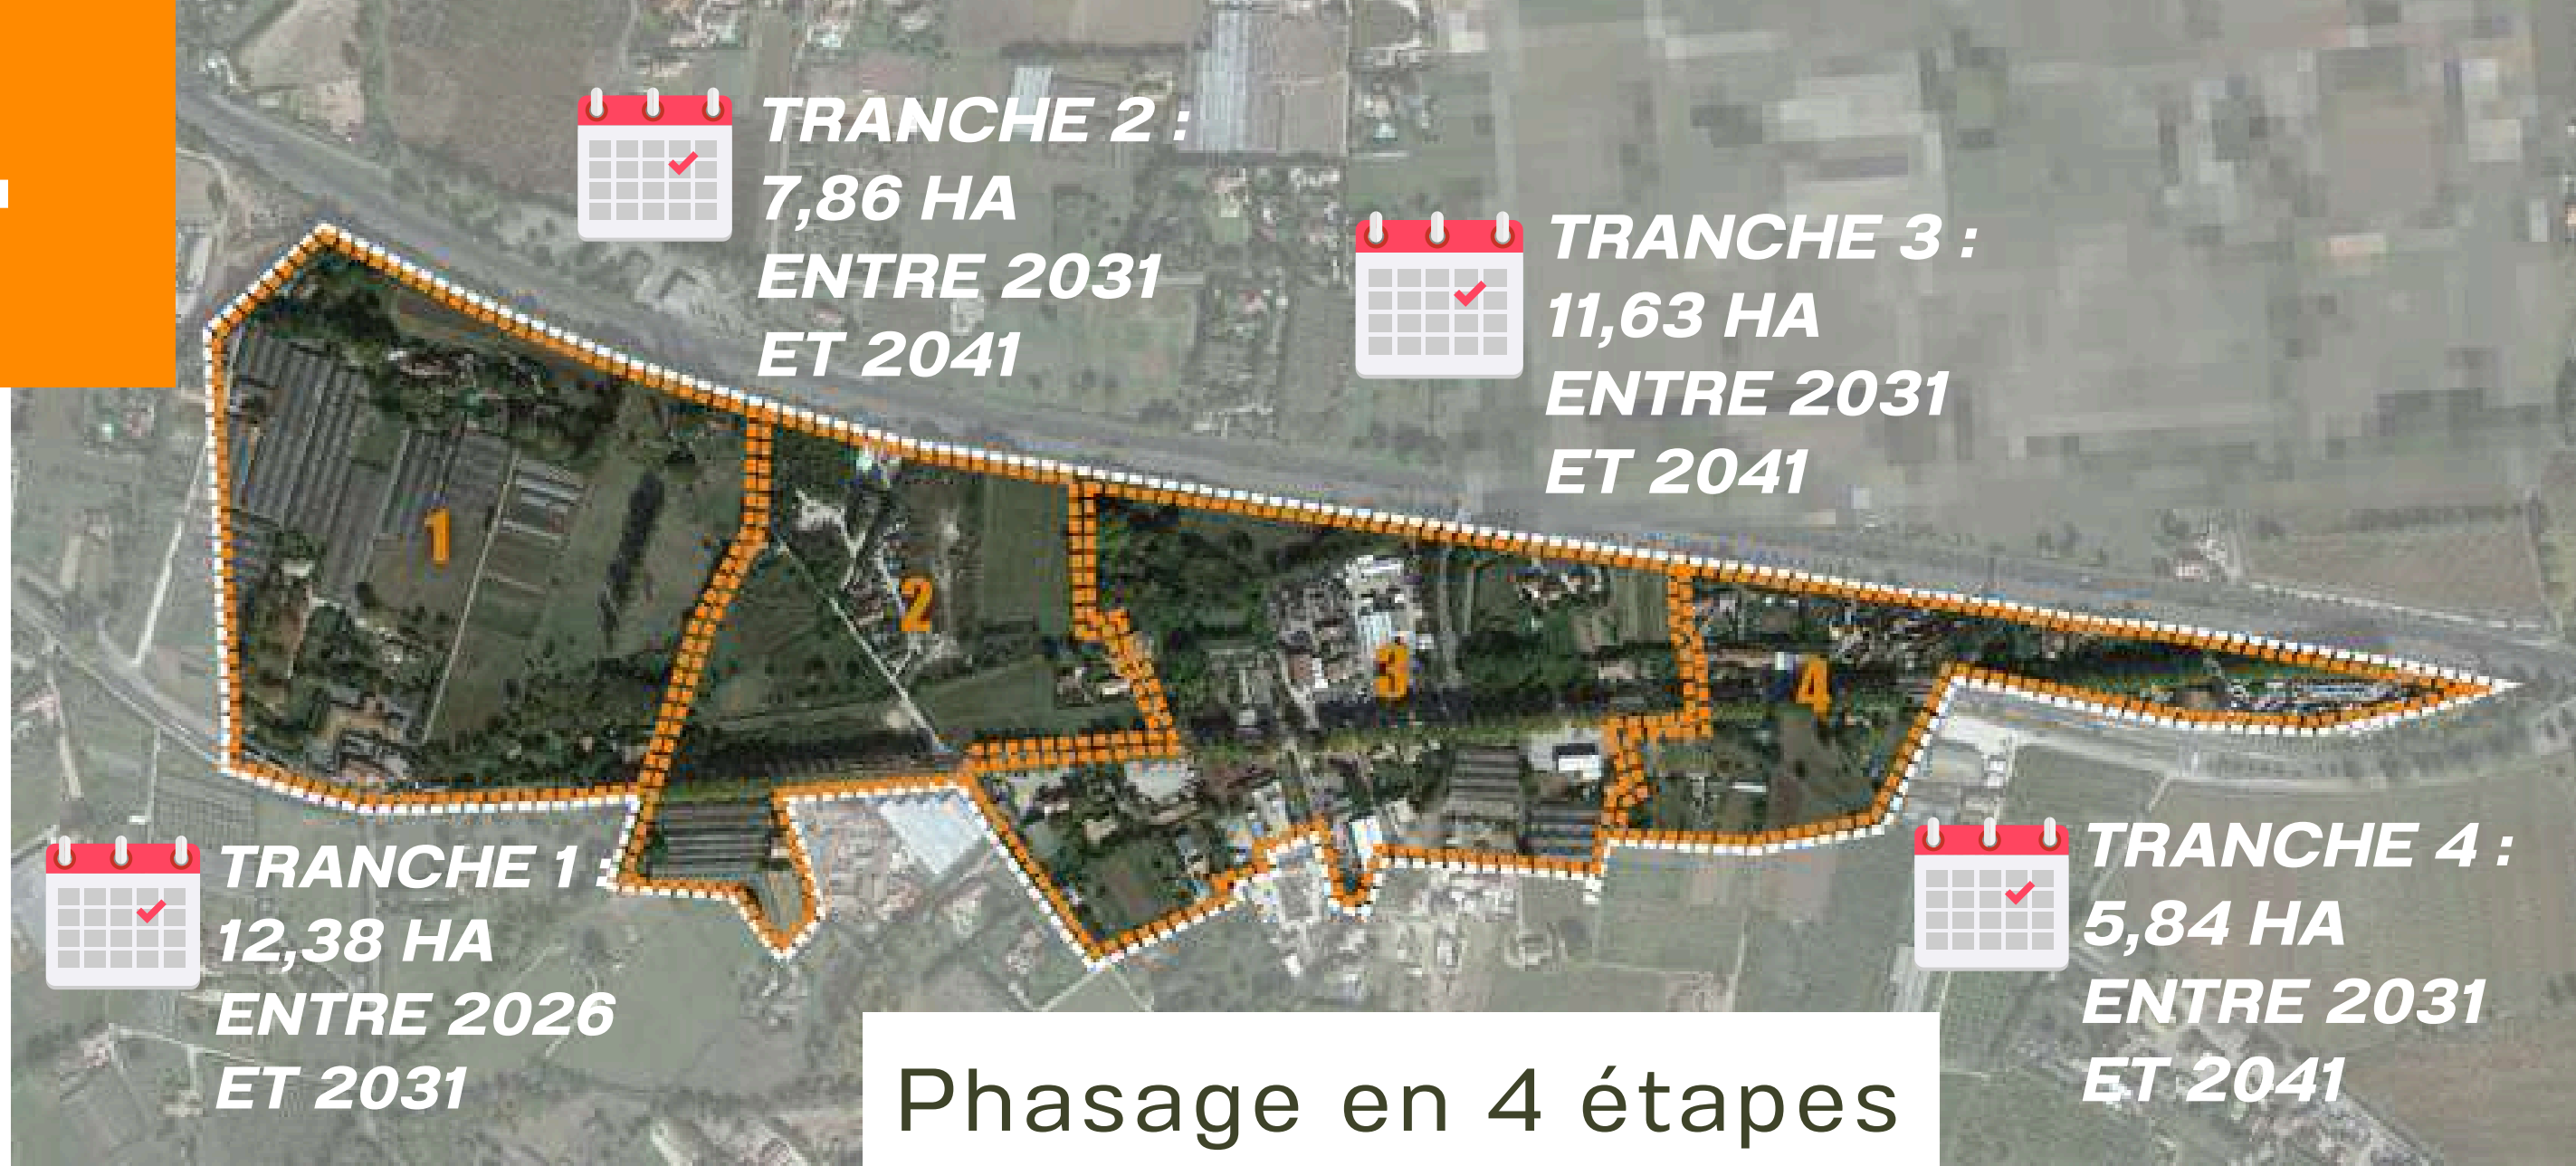 TRANCHE 2 :
7,86 HA
ENTRE 2031
ET 2041
TRANCHE 3 :
11,63 HA
ENTRE 2031
ET 2041
1
2
3
4
TRANCHE 1 :
12,38 HA
ENTRE 2026
ET 2031
TRANCHE 4 :
5,84 HA
ENTRE 2031
ET 2041
Phasage en 4 étapes